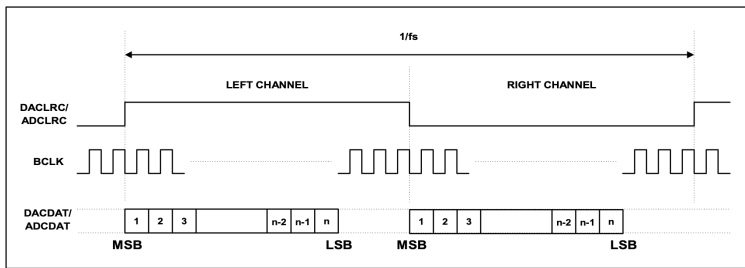 1/fs
LEFT CHANNEL RIGHT CHANNEL
DACLRC/
ADCLRC
BCLK
DACDAT/
ADCDAT
1 2 3 n-2 n-1 n 1 2 3 n-2 n-1 n
MSB LSB MSB LSB